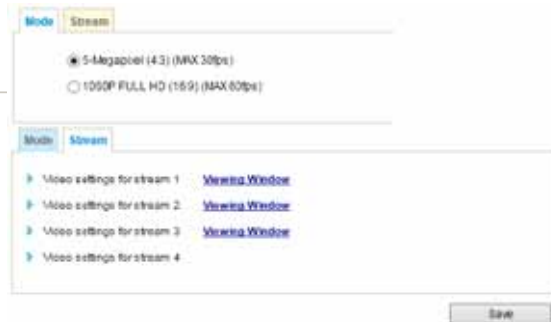 Mode Stream
5-Megapixel (4:3) (MAX 30fps)
1080P FULL HD (16:9) (MAX 60fps)
Mode Stream
Video settings for stream 1 Viewing Window
Video settings for stream 2 Viewing Window
Video settings for stream 3 Viewing Window
Video settings for stream 4
Save